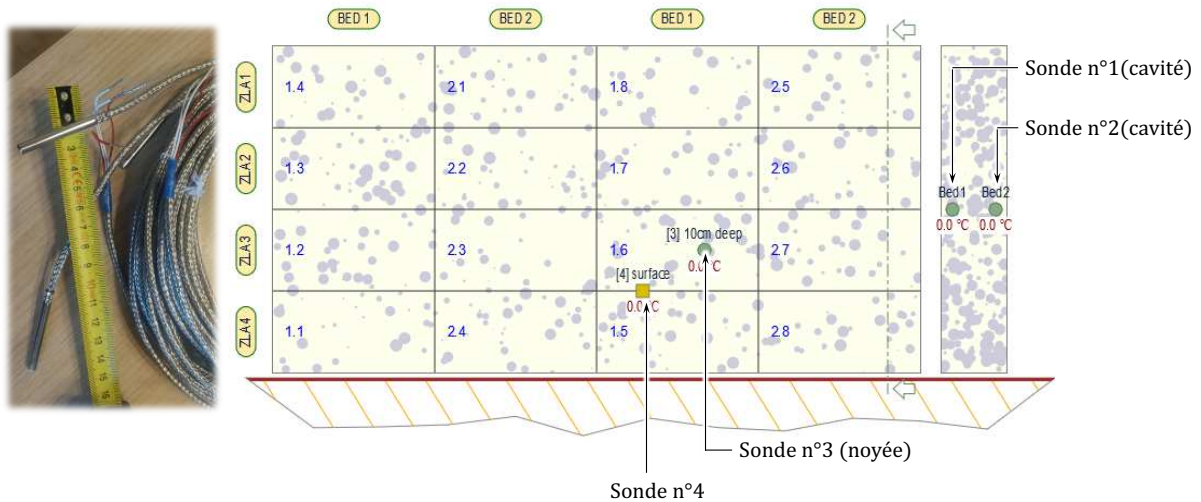 BED 1
BED 2
BED 1
BED 2
ZLA1
ZLA2
ZLA3
ZLA4
1.4
2.1
1.8
2.5
1.3
2.2
1.7
2.6
1.2
2.3
1.6
2.7
1.1
2.4
1.5
2.8
[3] 10cm deep
0.0 °C
[4] surface
0.0 °C
Bed1
Bed2
0.0 °C
0.0 °C
Sonde n°1(cavité)
Sonde n°2(cavité)
Sonde n°3 (noyée)
Sonde n°4